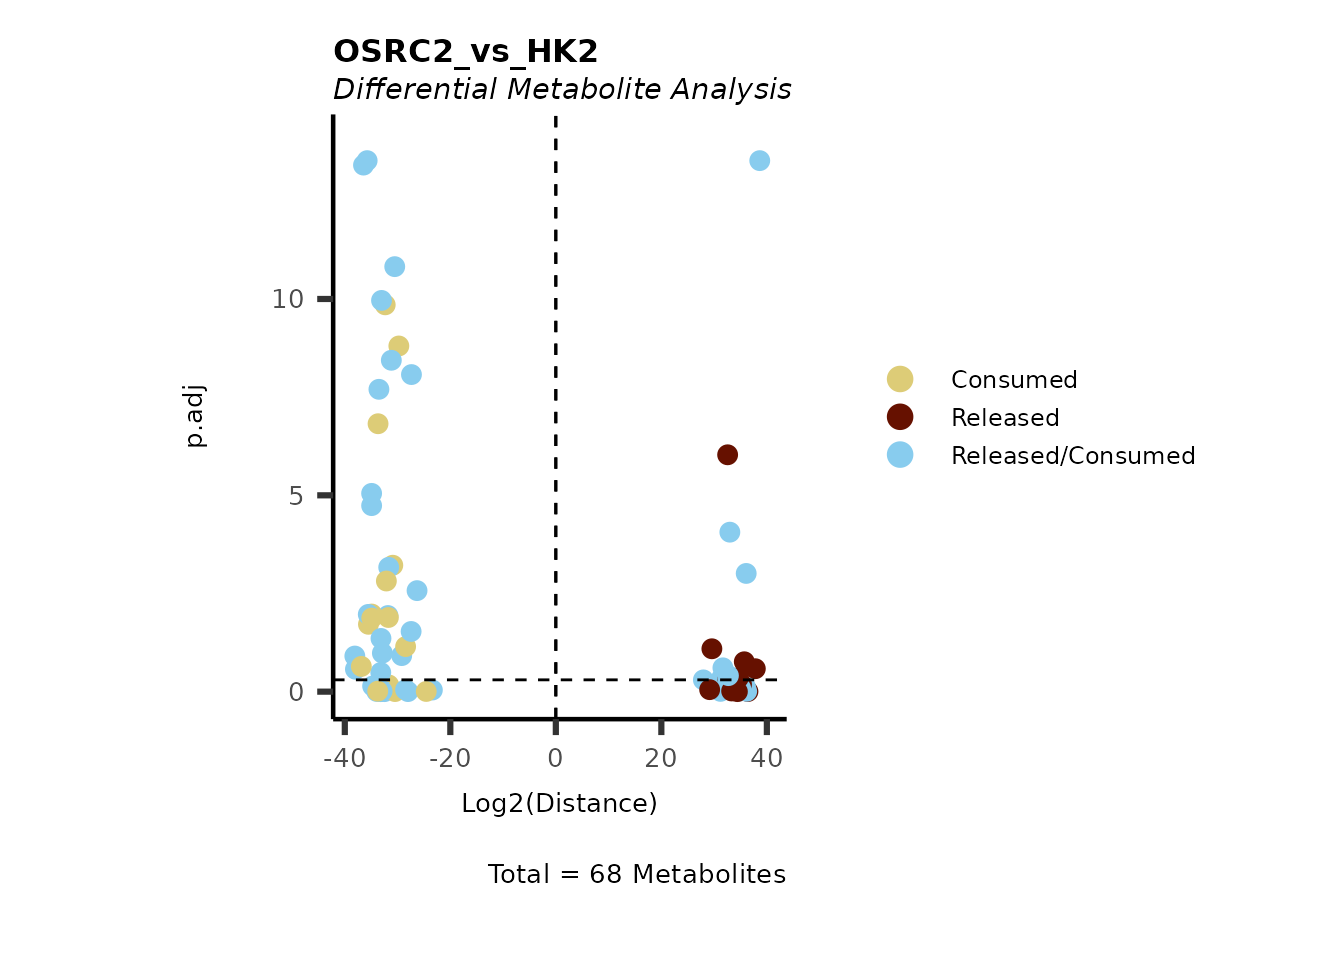 OSRC2_vs_HK2
Differential Metabolite Analysis
p.adj
10
5
0
-40 -20 0 20 40
Log2(Distance)
Consumed
Released
Released/Consumed
Total = 68 Metabolites